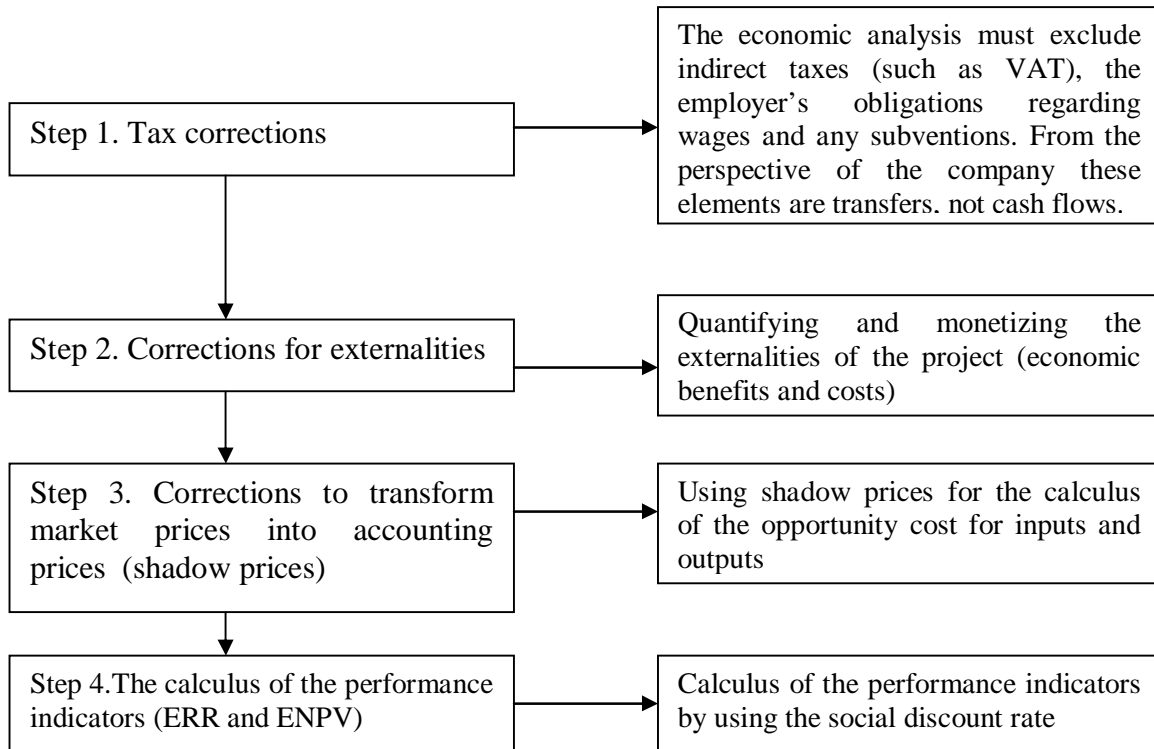 Step 1. Tax corrections
The economic analysis must exclude
indirect taxes (such as VAT), the
employer’s obligations regarding
wages and any subventions. From the
perspective of the company these
elements are transfers, not cash flows.
Step 2. Corrections for externalities
Quantifying and monetizing the
externalities of the project (economic
benefits and costs)
Step 3. Corrections to transform
market prices into accounting
prices (shadow prices)
Using shadow prices for the calculus
of the opportunity cost for inputs and
outputs
Step 4.The calculus of the performance
indicators (ERR and ENPV)
Calculus of the performance indicators
by using the social discount rate